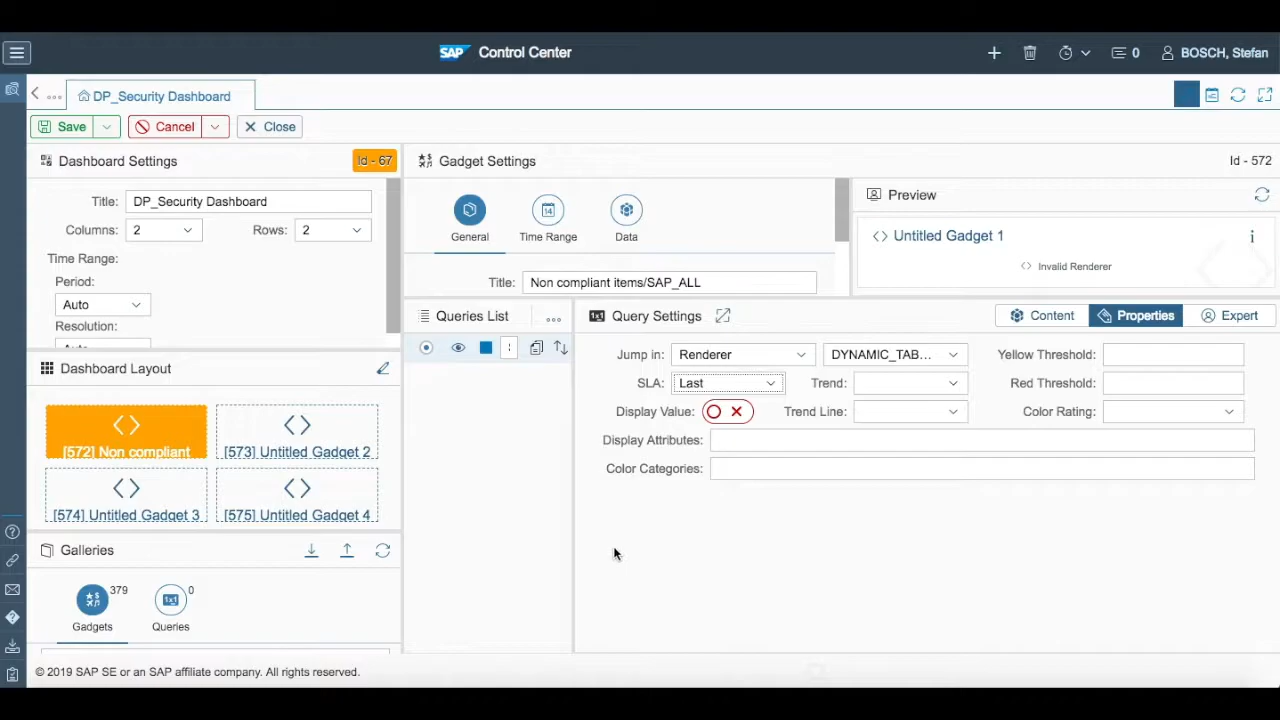 SAP Control Center
0
BOSCH, Stefan
...
DP_Security Dashboard
Save
Cancel
Close
Dashboard Settings
Id - 67
Gadget Settings
Id - 572
Title:
DP_Security Dashboard
Columns:
2
Rows:
2
Time Range:
Period:
Auto
Resolution:
General
14
Time Range
Data
Title:
Non compliant items/SAP_ALL
Preview
Untitled Gadget 1
i
Invalid Renderer
Queries List
...
1x1
Query Settings
Content
Properties
Expert
Jump in:
Renderer
DYNAMIC_TAB...
Yellow Threshold:
SLA:
Last
Trend:
Red Threshold:
Display Value:
Trend Line:
Color Rating:
Display Attributes:
Color Categories:
Dashboard Layout
[572] Non compliant
[573] Untitled Gadget 2
[574] Untitled Gadget 3
[575] Untitled Gadget 4
Galleries
379
Gadgets
1x1
0
Queries
© 2019 SAP SE or an SAP affiliate company. All rights reserved.